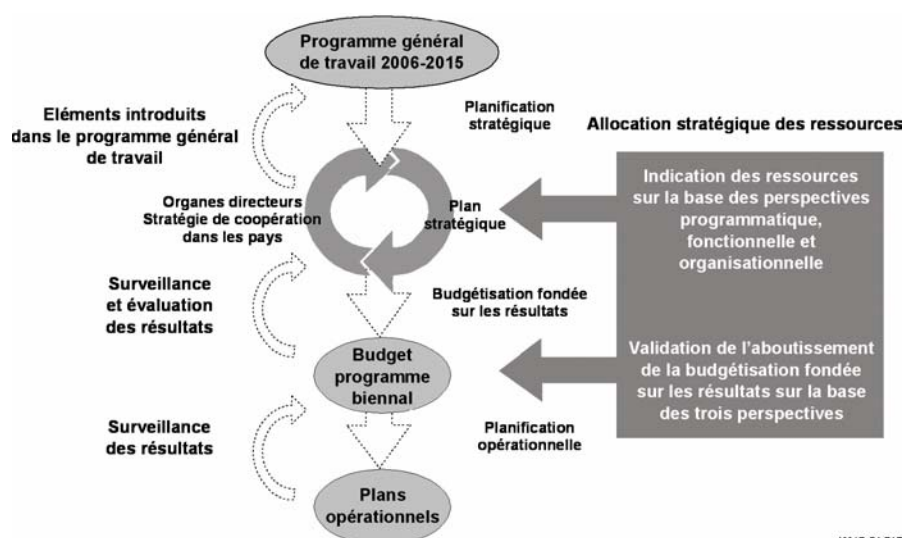 Programme général
de travail 2006-2015
Eléments introduits
dans le programme général
de travail
Planification
stratégique
Allocation stratégique des ressources
Organes directeurs
Stratégie de coopération
dans les pays
Plan
stratégique
Indication des ressources
sur la base des perspectives
programmatique,
fonctionnelle et
organisationnelle
Surveillance
et évaluation
des résultats
Budgétisation fondée
sur les résultats
Budget
programme
biennal
Validation de l'aboutissement
de la budgétisation fondée
sur les résultats sur la base
des trois perspectives
Surveillance
des résultats
Planification
opérationnelle
Plans
opérationnels